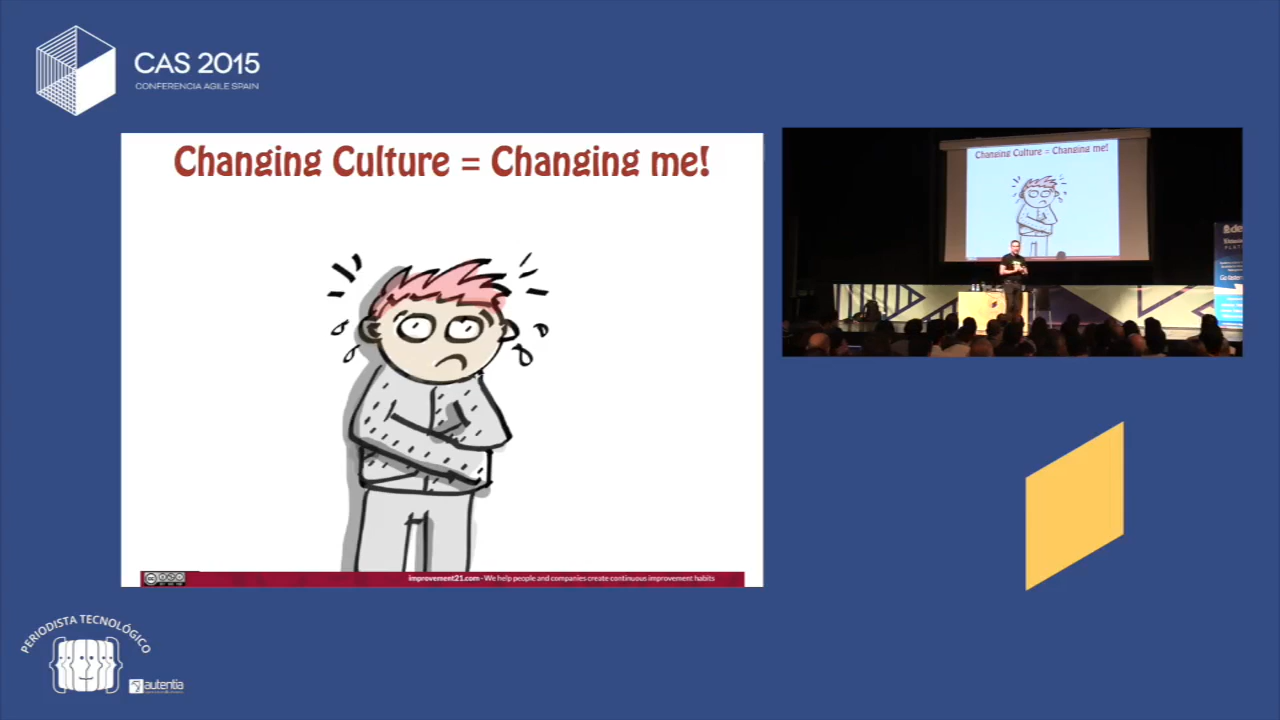 CAS 2015
CONFERENCIA AGILE SPAIN
Changing Culture = Changing me!
Changing Culture = Changing me!
improvement21.com - We help people and companies create continuous improvement habits
PERIODISTA TECNOLÓGICO
autentia